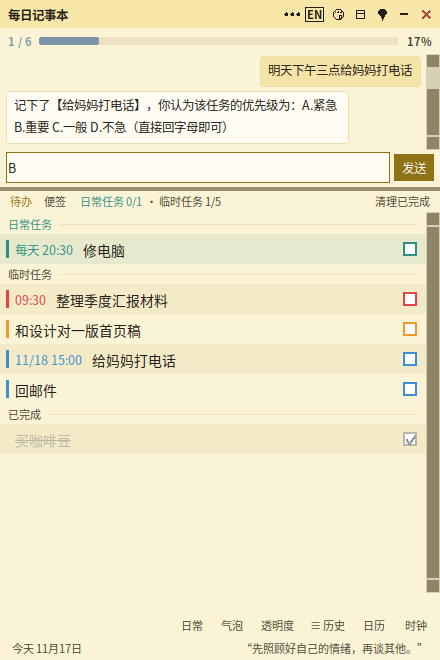 每日记事本 ••• EN
1 / 6 17%
明天下午三点给妈妈打电话
记下了【给妈妈打电话】，你认为该任务的优先级为：A.紧急
B.重要 C.一般 D.不急（直接回字母即可）
B 发送
待办 便签 日常任务 0/1 · 临时任务 1/5 清理已完成
日常任务
每天 20:30 修电脑
临时任务
09:30 整理季度汇报材料
和设计对一版首页稿
11/18 15:00 给妈妈打电话
回邮件
已完成
买咖啡豆
日常 气泡 透明度 ☰ 历史 日历 时钟
今天 11月17日 “先照顾好自己的情绪，再谈其他。”